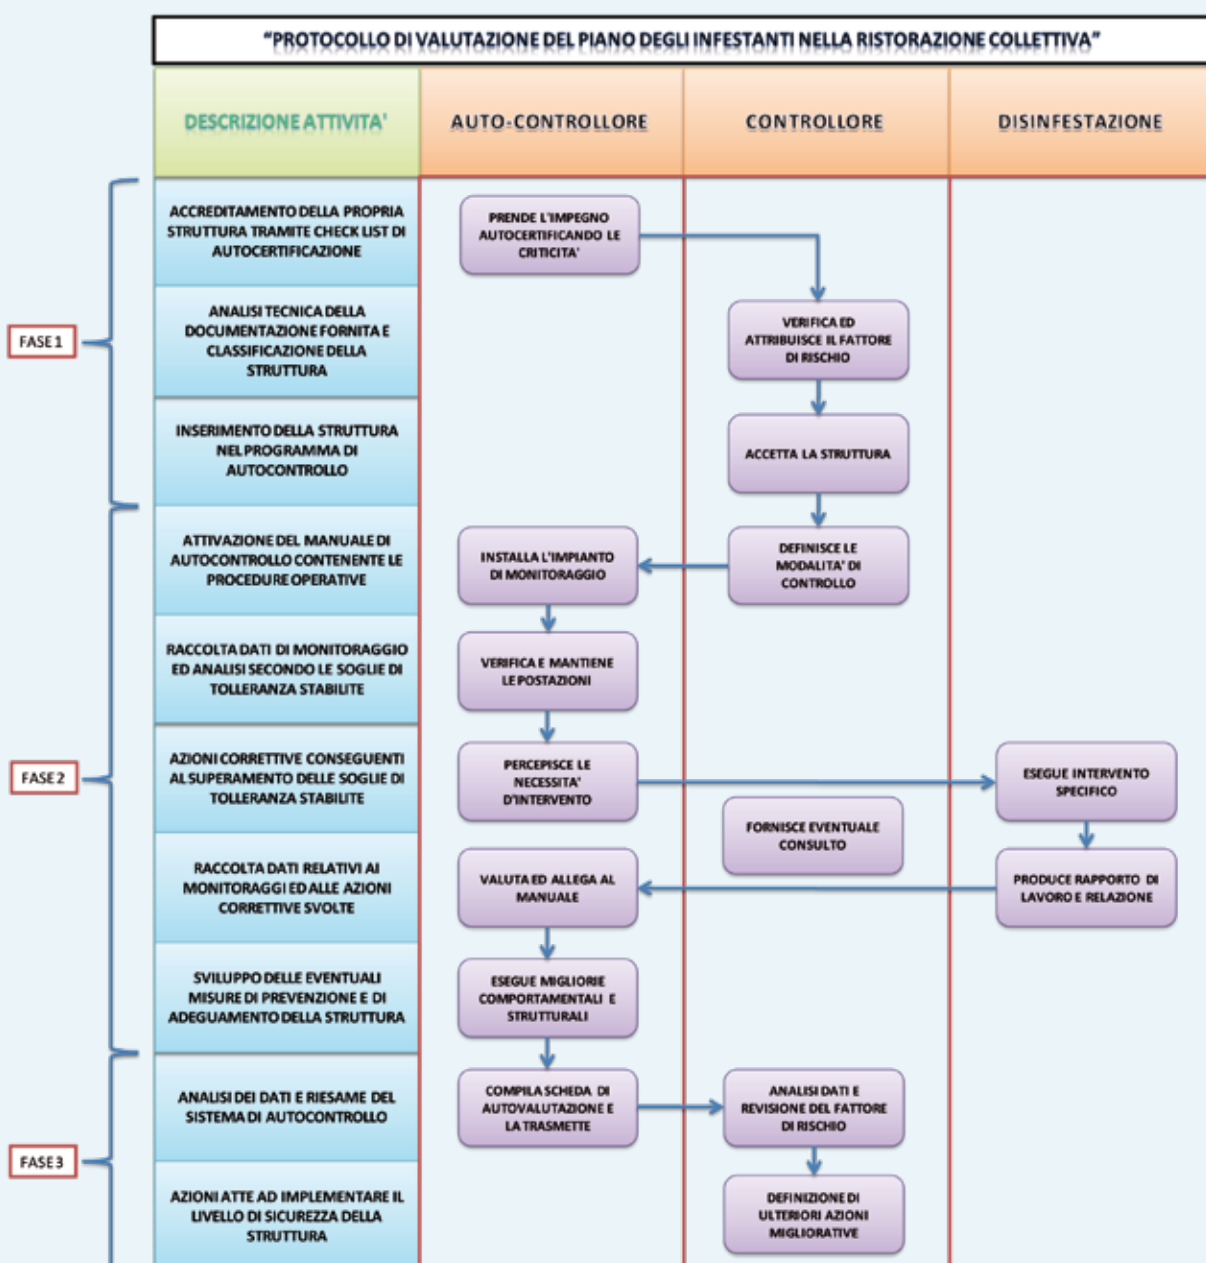 “PROTOCOLLO DI VALUTAZIONE DEL PIANO DEGLI INFESTANTI NELLA RISTORAZIONE COLLETTIVA”
DESCRIZIONE ATTIVITA'
AUTO-CONTROLLORE
CONTROLLORE
DISINFESTAZIONE
FASE 1
ACCREDITAMENTO DELLA PROPRIA
STRUTTURA TRAMITE CHECK LIST DI
AUTOCERTIFICAZIONE
PRENDE L'IMPEGNO
AUTOCERTIFICANDO LE
CRITICITA'
ANALISI TECNICA DELLA
DOCUMENTAZIONE FORNITA E
CLASSIFICAZIONE DELLA
STRUTTURA
VERIFICA ED
ATTRIBUISCE IL FATTORE
DI RISCHIO
INSERIMENTO DELLA STRUTTURA
NEL PROGRAMMA DI
AUTOCONTROLLO
ACCETTA LA STRUTTURA
FASE 2
ATTIVAZIONE DEL MANUALE DI
AUTOCONTROLLO CONTENENTE LE
PROCEDURE OPERATIVE
INSTALLA L'IMPIANTO
DI MONITORAGGIO
DEFINISCE LE
MODALITA' DI
CONTROLLO
RACCOLTA DATI DI MONITORAGGIO
ED ANALISI SECONDO LE SOGLIE DI
TOLLERANZA STABILITE
VERIFICA E MANTIENE
LE POSTAZIONI
AZIONI CORRETTIVE CONSEGUENTI
AL SUPERAMENTO DELLE SOGLIE DI
TOLLERANZA STABILITE
PERCEPISCE LE
NECESSITA'
D'INTERVENTO
ESEGUE INTERVENTO
SPECIFICO
FORNISCE EVENTUALE
CONSULTO
RACCOLTA DATI RELATIVI AI
MONITORAGGI ED ALLE AZIONI
CORRETTIVE SVOLTE
VALUTA ED ALLEGA AL
MANUALE
PRODUCE RAPPORTO DI
LAVORO E RELAZIONE
SVILUPPO DELLE EVENTUALI
MISURE DI PREVENZIONE E DI
ADEGUAMENTO DELLA STRUTTURA
ESEGUE MIGLIORIE
COMPORTAMENTALI E
STRUTTURALI
FASE 3
ANALISI DEI DATI E RIESAME DEL
SISTEMA DI AUTOCONTROLLO
COMPILA SCHEDA DI
AUTOVALUTAZIONE E
LA TRASMETTE
ANALISI DATI E
REVISIONE DEL FATTORE
DI RISCHIO
AZIONI ATTE AD IMPLEMENTARE IL
LIVELLO DI SICUREZZA DELLA
STRUTTURA
DEFINIZIONE DI
ULTERIORI AZIONI
MIGLIORATIVE